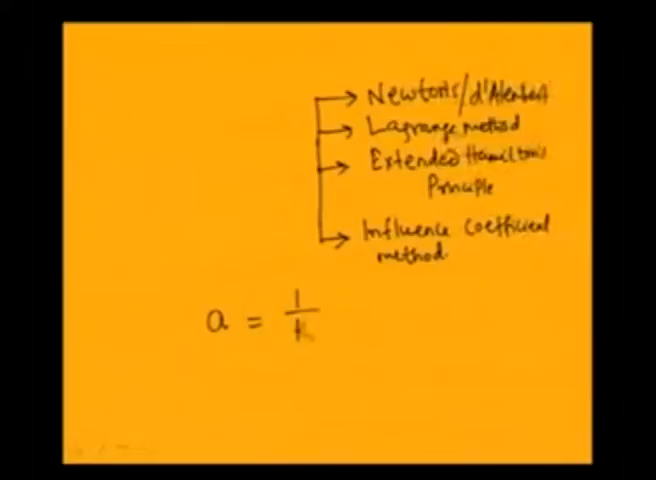 Newton's/d'Alembert
Lagrange method
Extended Hamilton's
Principle
Influence coefficient
method
a = 1/k